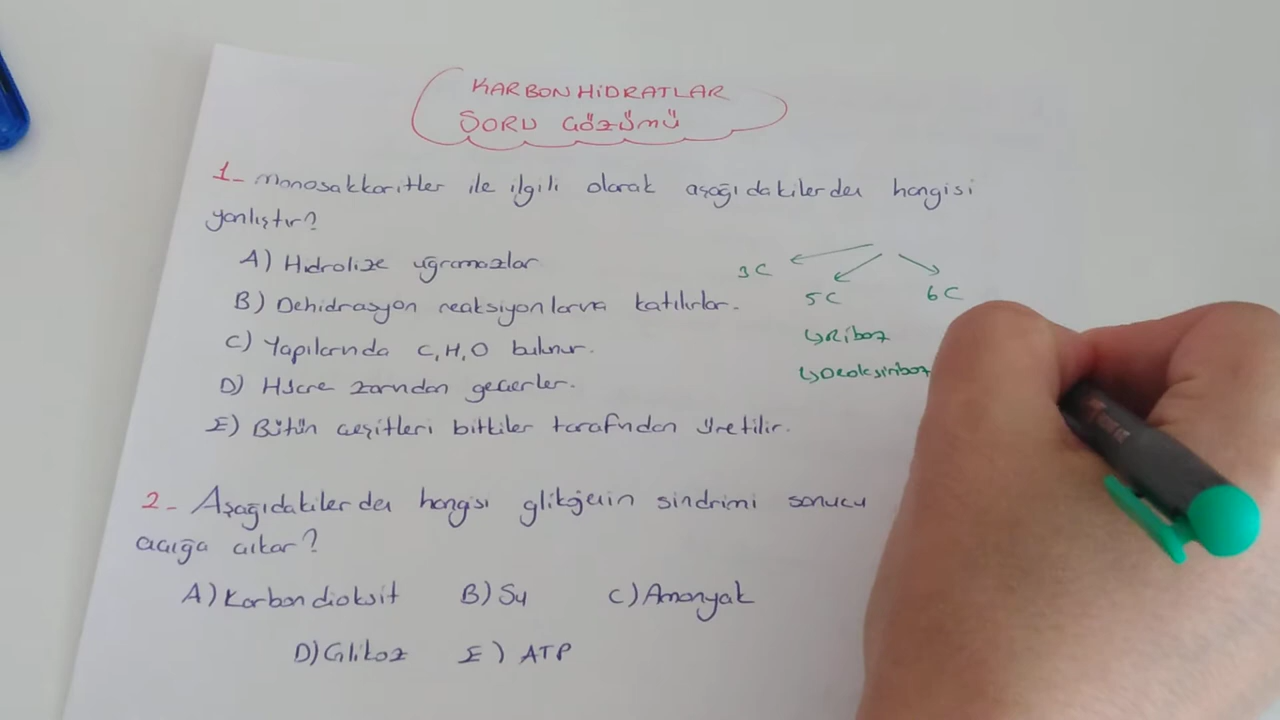 KARBONHİDRATLAR
SORU ÇÖZÜMÜ
1- Monosakkaritler ile ilgili olarak aşağıdakilerden hangisi
yanlıştır?
A) Hidrolize uğramazlar
B) Dehidrasyon reaksiyonlarına katılırlar.
C) Yapılarında C, H, O bulunur.
D) Hücre zarından geçerler.
E) Bütün çeşitleri bitkiler tarafından üretilir.
3C
5C
6C
Riboz
Deoksiriboz
2- Aşağıdakilerden hangisi glikojenin sindrimi sonucu
açığa çıkar?
A) Karbondioksit B) Su C) Amonyak
D) Glikoz E) ATP